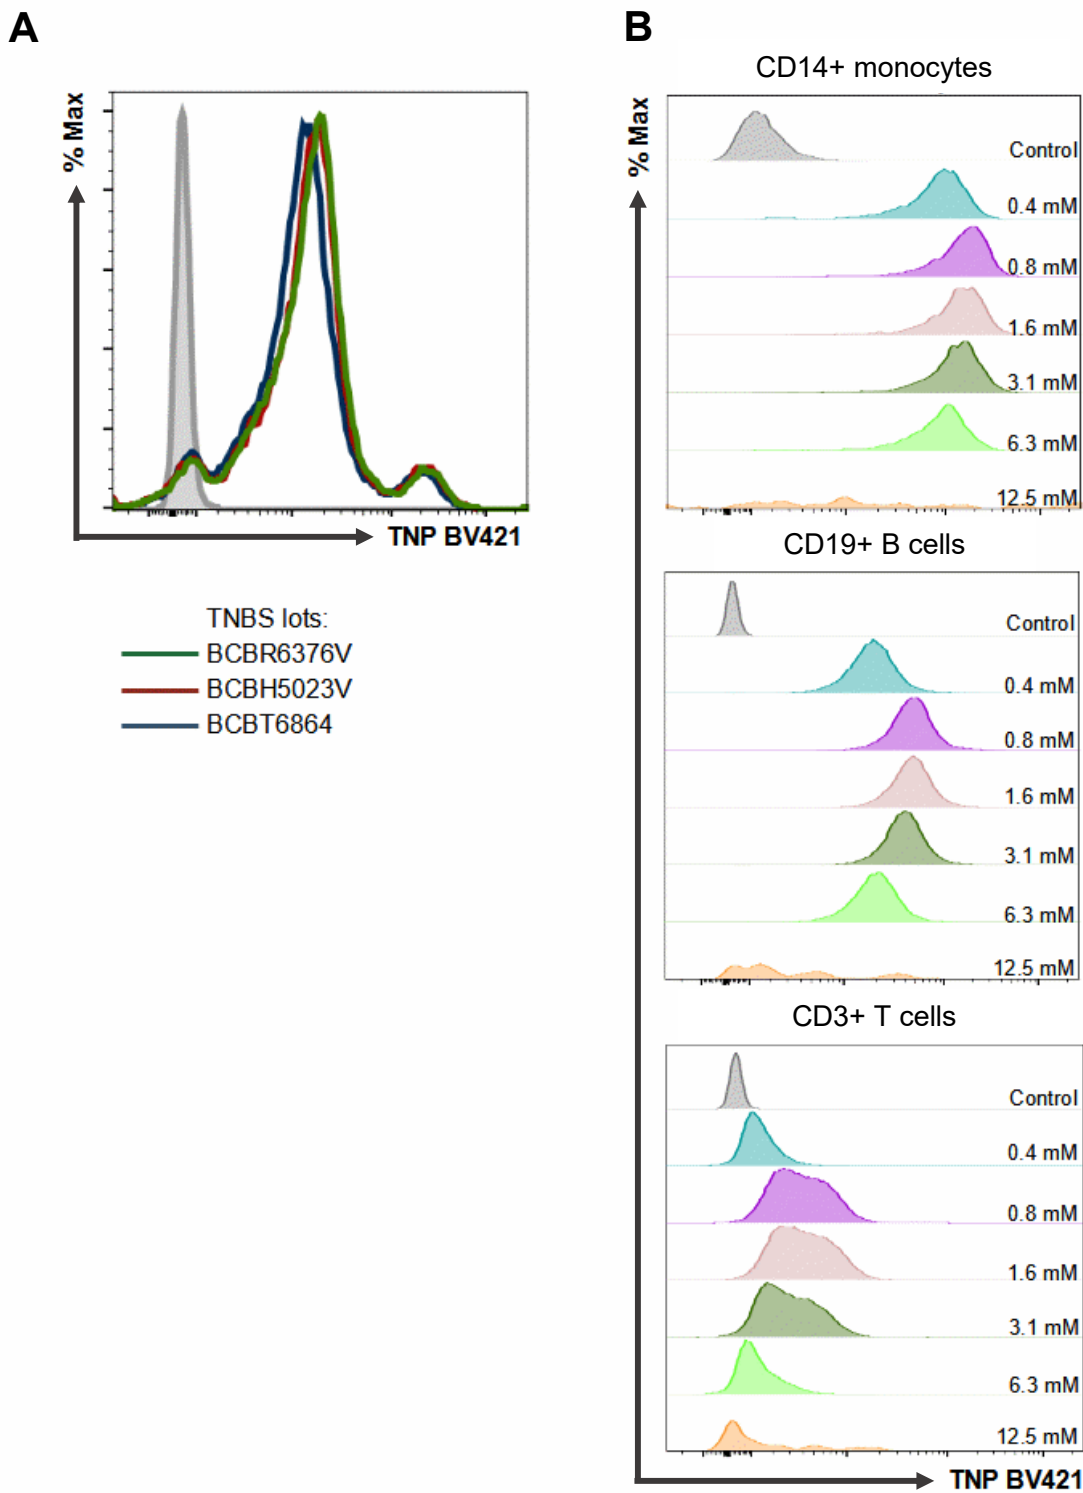 A
% Max
TNP BV421
TNBS lots:
BCBR6376V
BCBH5023V
BCBT6864
B
% Max
CD14+ monocytes
Control
0.4 mM
0.8 mM
1.6 mM
3.1 mM
6.3 mM
12.5 mM
CD19+ B cells
Control
0.4 mM
0.8 mM
1.6 mM
3.1 mM
6.3 mM
12.5 mM
CD3+ T cells
Control
0.4 mM
0.8 mM
1.6 mM
3.1 mM
6.3 mM
12.5 mM
TNP BV421